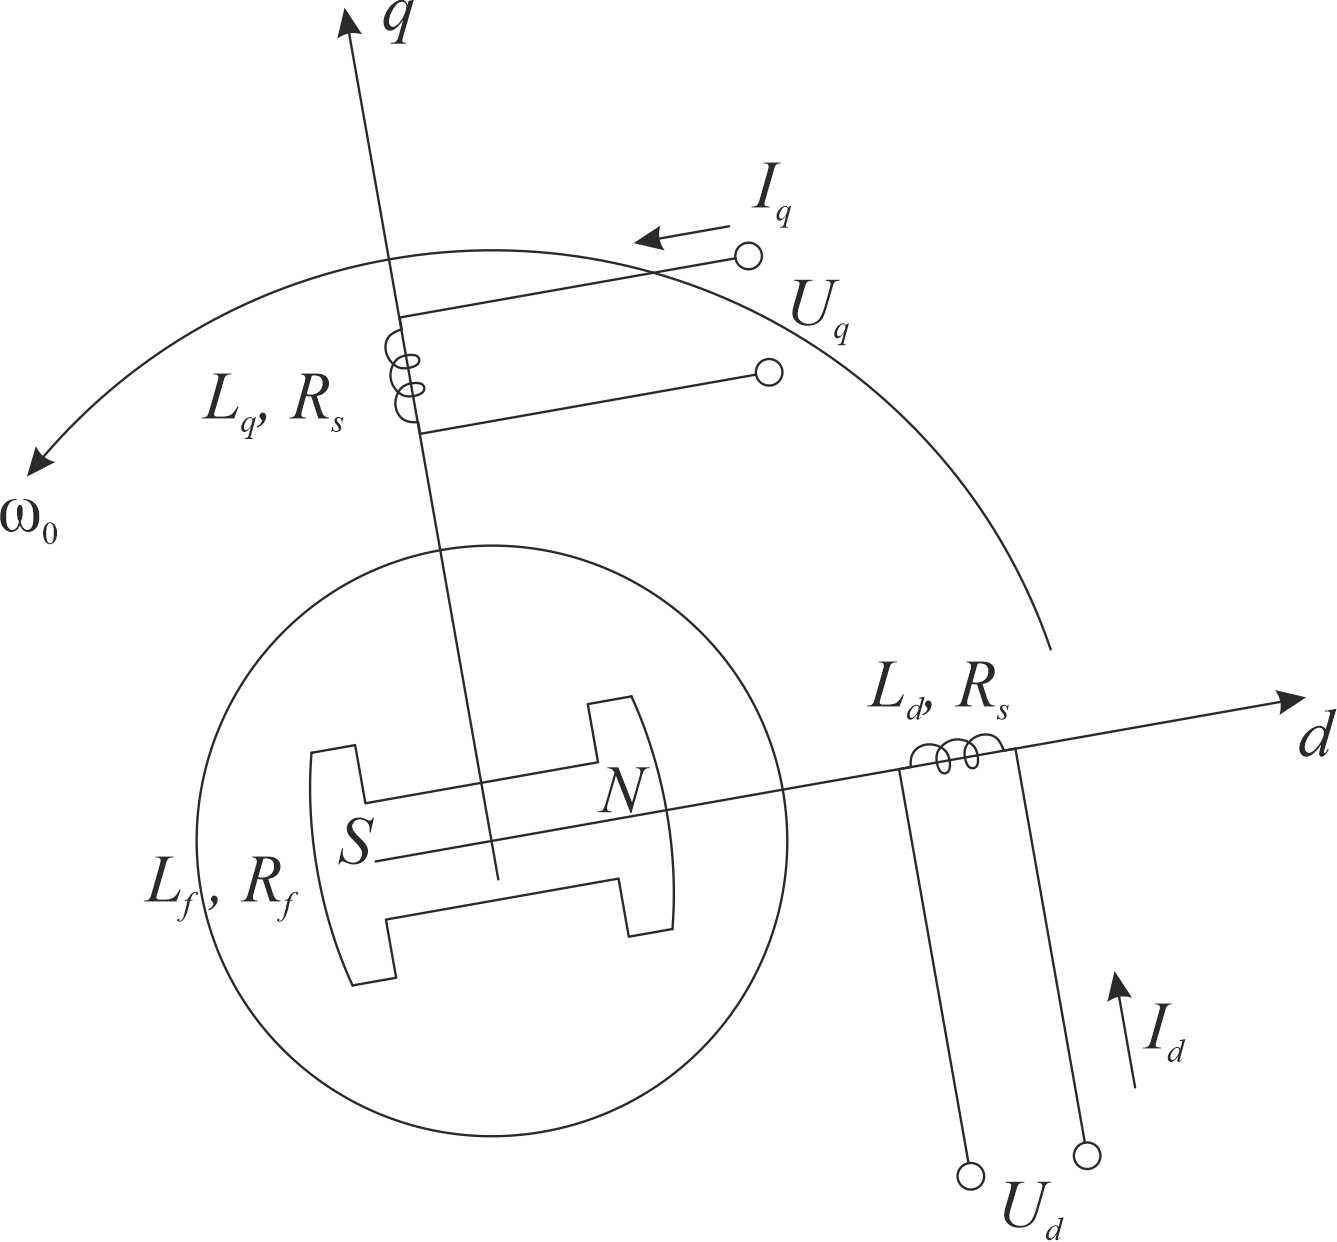 q
I_q
U_q
L_q, R_s
ω_0
L_d, R_s
d
N
S
L_f, R_f
I_d
U_d